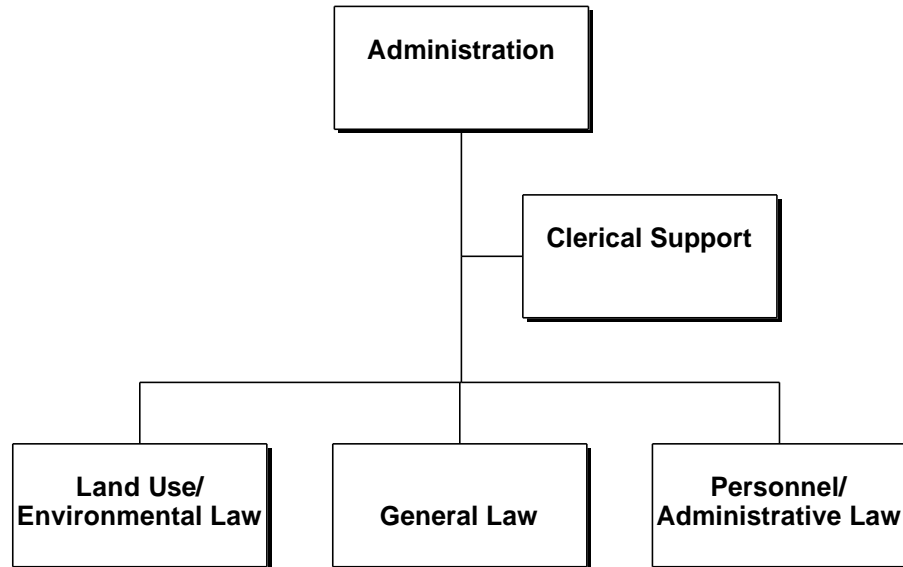 Administration
Clerical Support
Land Use/
Environmental Law
General Law
Personnel/
Administrative Law